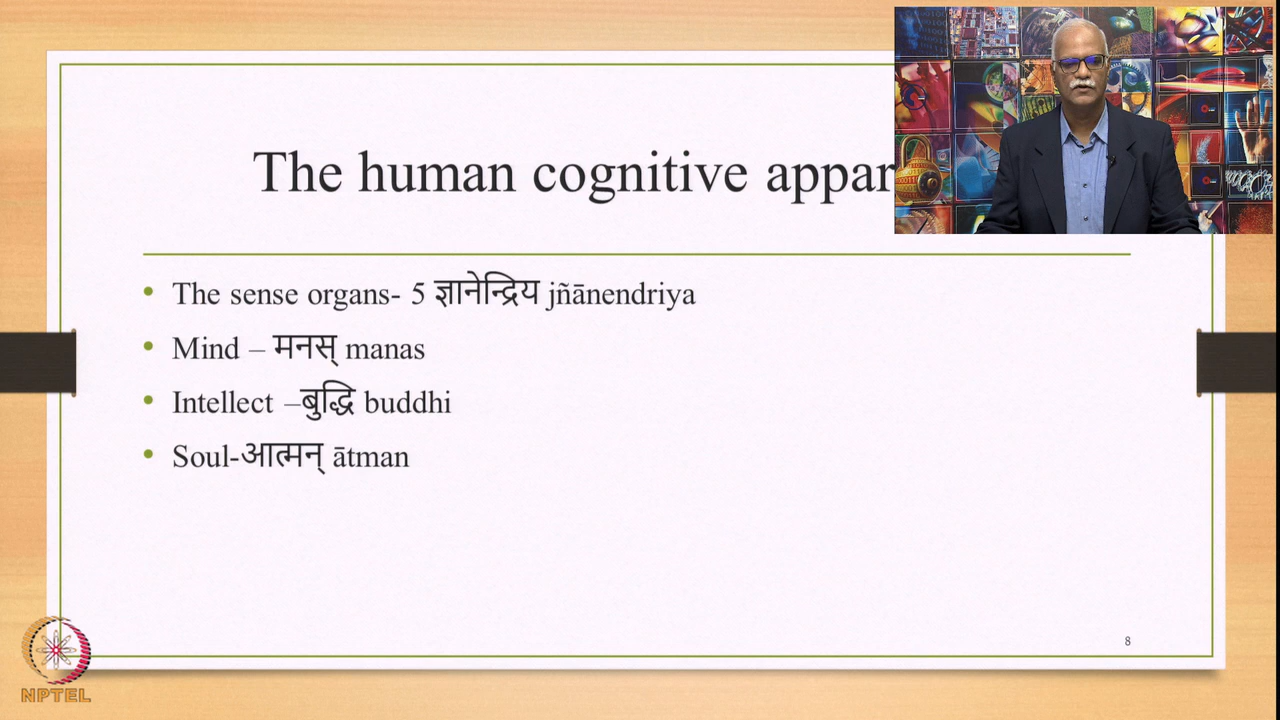 The human cognitive appar
• The sense organs- 5 ज्ञानेन्द्रिय jñānendriya
• Mind – मनस् manas
• Intellect –बुद्धि buddhi
• Soul-आत्मन् ātman
8
NPTEL